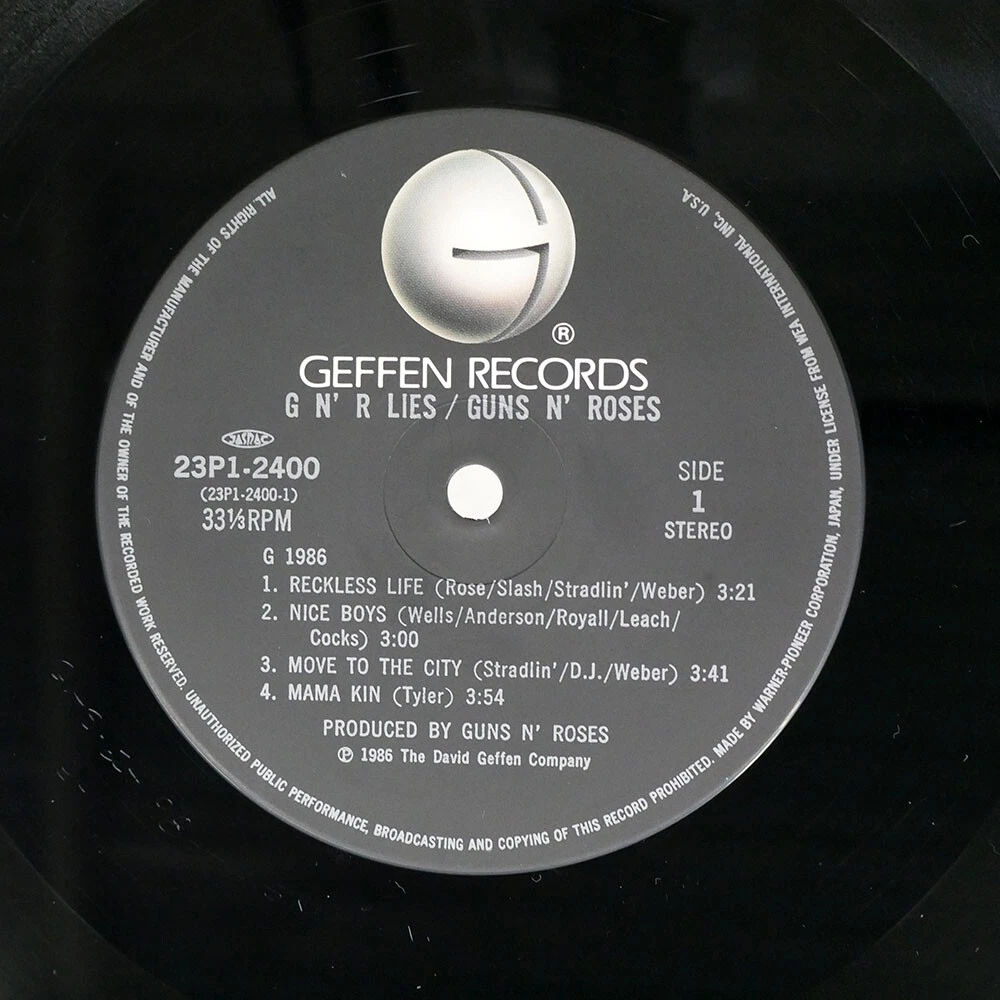 ®
GEFFEN RECORDS
G N' R LIES / GUNS N' ROSES
JASRAC
23P1-2400
(23P1-2400-1)
33⅓RPM
SIDE
1
STEREO
G 1986
1. RECKLESS LIFE (Rose/Slash/Stradlin'/Weber) 3:21
2. NICE BOYS (Wells/Anderson/Royall/Leach/
Cocks) 3:00
3. MOVE TO THE CITY (Stradlin'/D.J./Weber) 3:41
4. MAMA KIN (Tyler) 3:54
PRODUCED BY GUNS N' ROSES
℗ 1986 The David Geffen Company
ALL RIGHTS OF THE MANUFACTURER AND OF THE OWNER OF THE RECORDED WORK RESERVED. UNAUTHORIZED PUBLIC PERFORMANCE, BROADCASTING AND COPYING OF THIS RECORD PROHIBITED. MADE BY WARNER-PIONEER CORPORATION, JAPAN, UNDER LICENSE FROM WEA INTERNATIONAL INC, U.S.A.